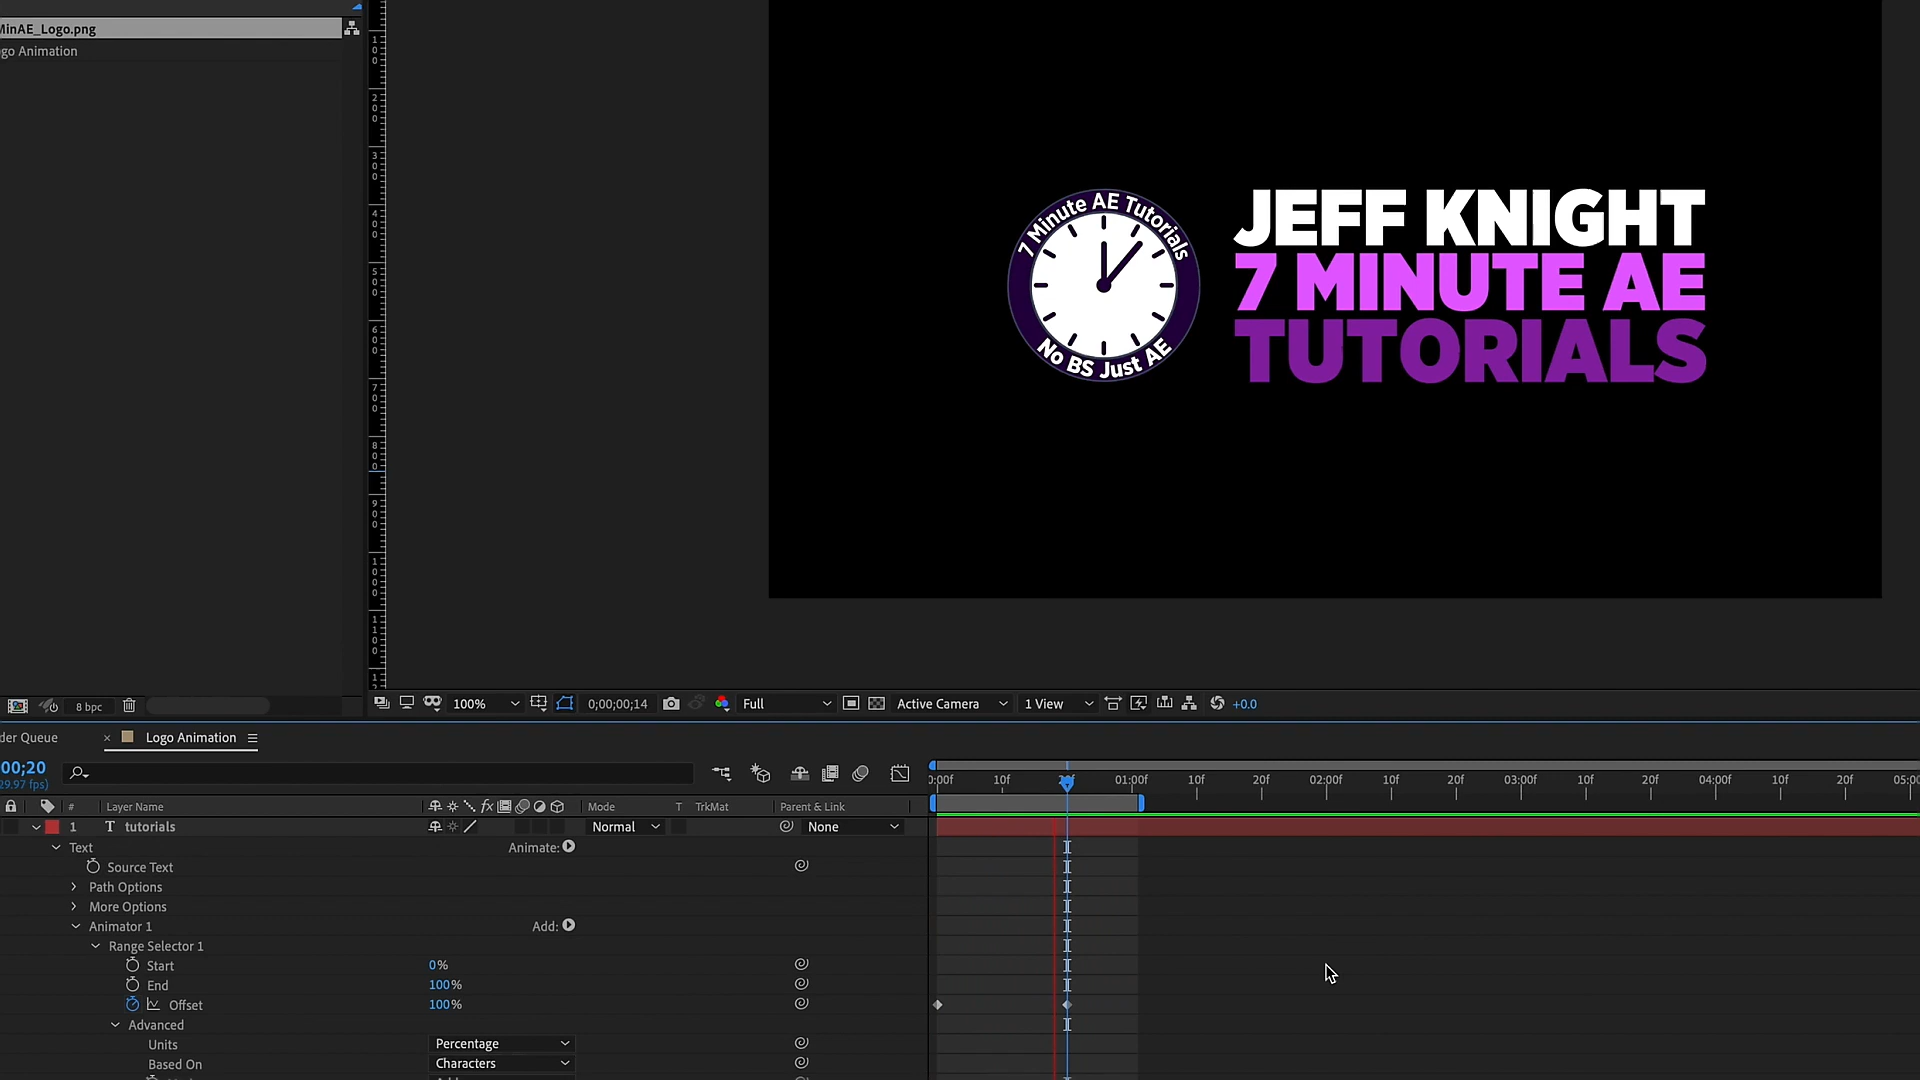 MinAE_Logo.png
go Animation
7 Minute AE Tutorials
No BS Just AE
JEFF KNIGHT
7 MINUTE AE
TUTORIALS
8 bpc
100%
0;00;00;14
Full
Active Camera
1 View
+0.0
der Queue
Logo Animation
00;20
29.97 fps)
0:00f 10f 01:00f 10f 20f 02:00f 10f 20f 03:00f 10f 20f 04:00f 10f 20f 05:0
# Layer Name fx Mode T TrkMat Parent & Link
1 T tutorials Normal None
Text Animate:
Source Text
Path Options
More Options
Animator 1 Add:
Range Selector 1
Start 0%
End 100%
Offset 100%
Advanced
Units Percentage
Based On Characters